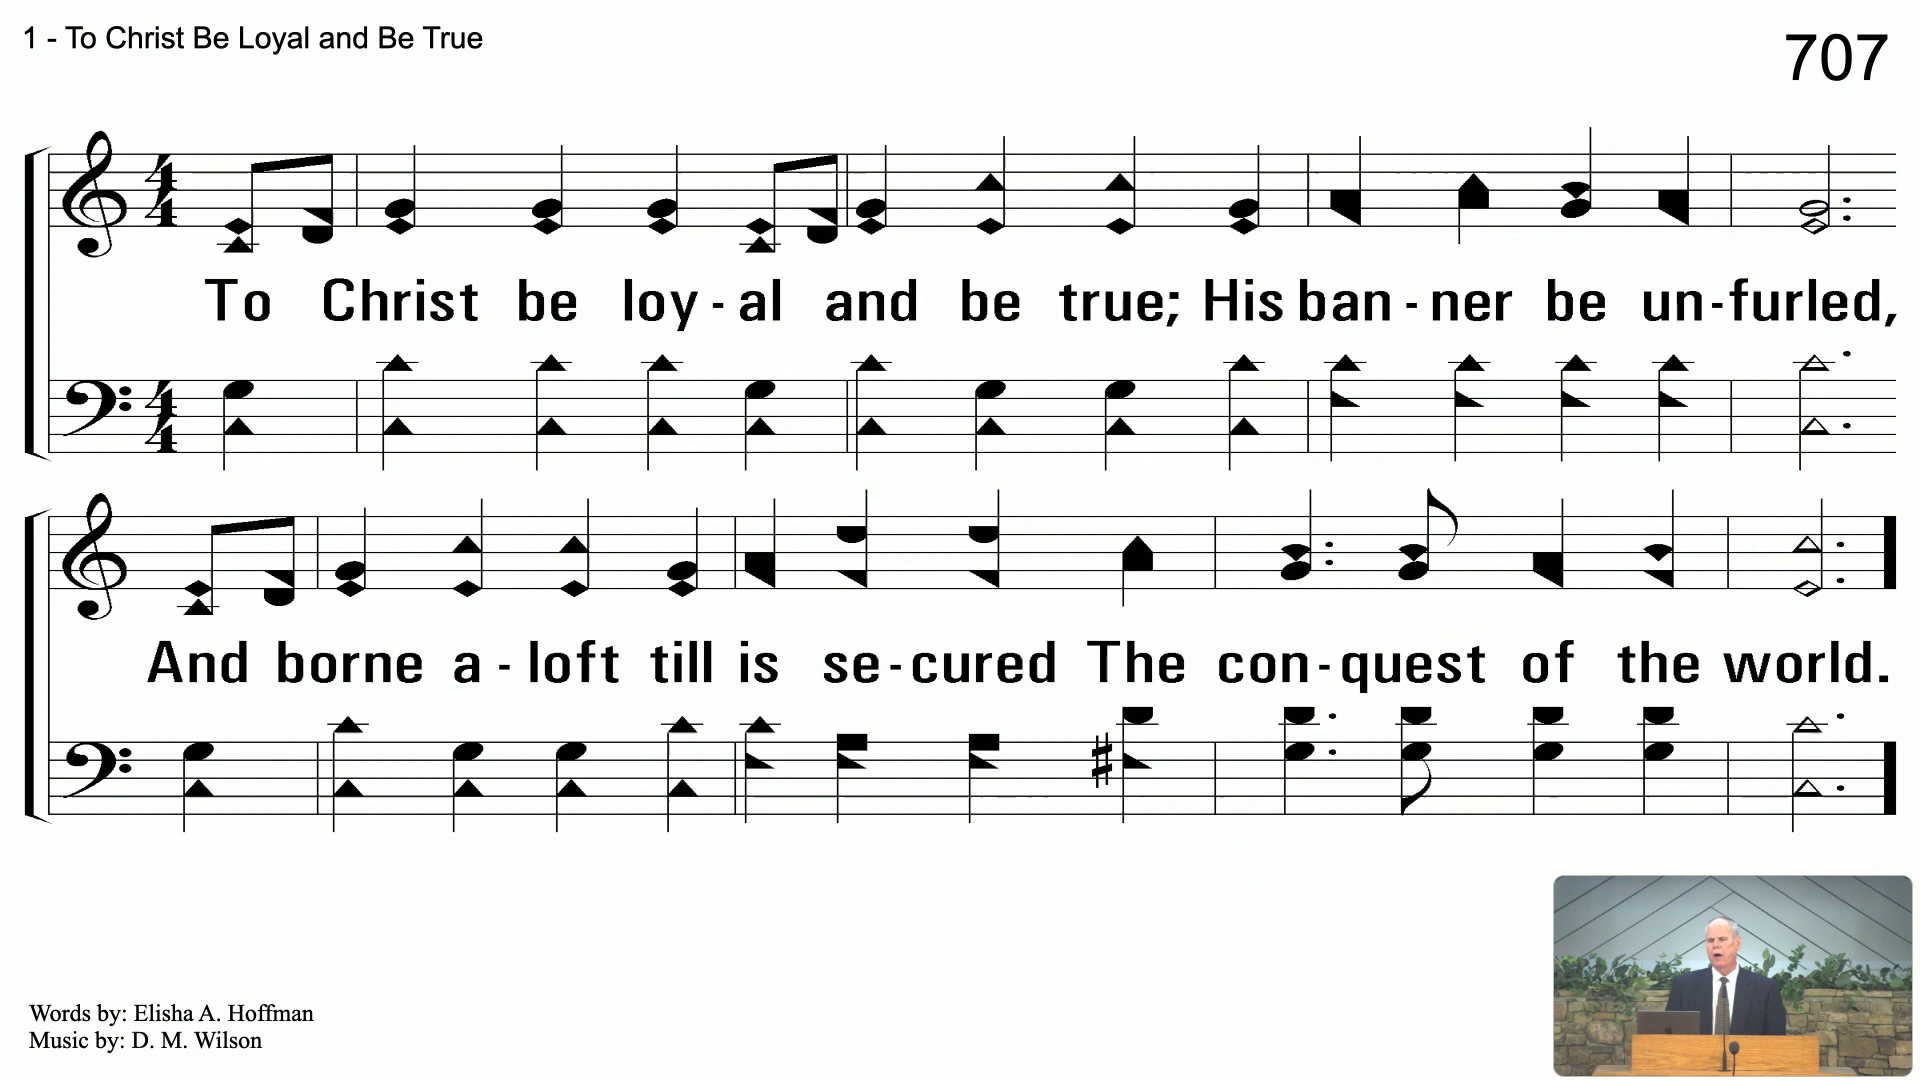 1 - To Christ Be Loyal and Be True
707
To Christ be loy - al and be true; His ban - ner be un - furled,
And borne a - loft till is se - cured The con - quest of the world.
Words by: Elisha A. Hoffman
Music by: D. M. Wilson